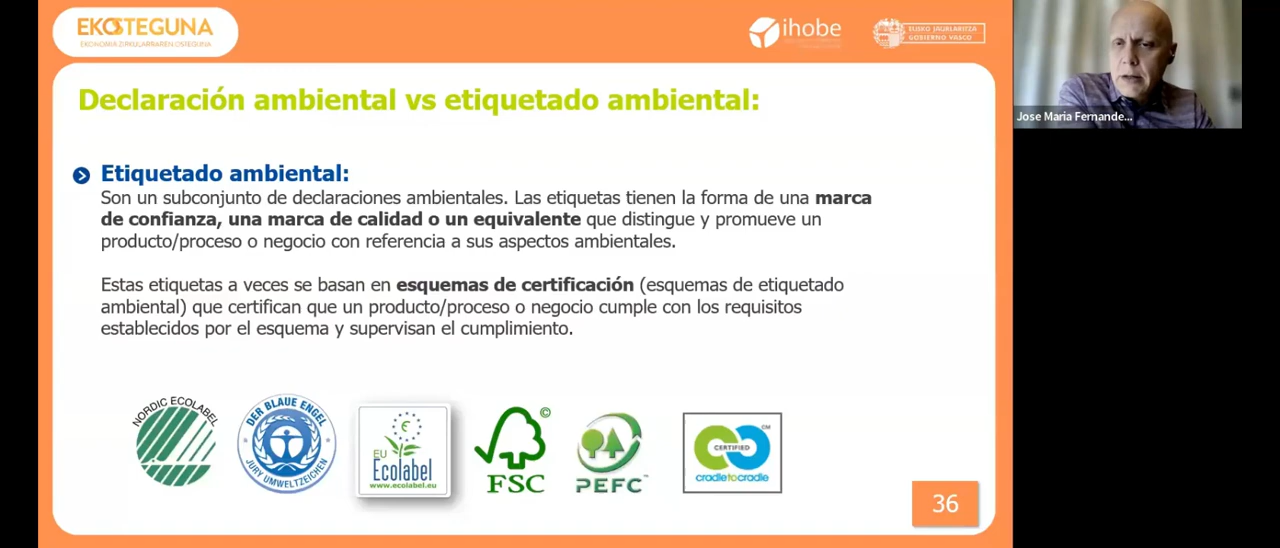 EKOSTEGUNA
EKONOMIA ZIRKULARRAREN OSTEGUNA
ihobe
EUSKO JAURLARITZA
GOBIERNO VASCO
Jose Maria Fernande...
Declaración ambiental vs etiquetado ambiental:
Etiquetado ambiental:
Son un subconjunto de declaraciones ambientales. Las etiquetas tienen la forma de una marca
de confianza, una marca de calidad o un equivalente que distingue y promueve un
producto/proceso o negocio con referencia a sus aspectos ambientales.
Estas etiquetas a veces se basan en esquemas de certificación (esquemas de etiquetado
ambiental) que certifican que un producto/proceso o negocio cumple con los requisitos
establecidos por el esquema y supervisan el cumplimiento.
NORDIC ECOLABEL
DER BLAUE ENGEL
JURY UMWELTZEICHEN
EU
Ecolabel
www.ecolabel.eu
©
FSC
PEFC™
CM
CERTIFIED
cradletocradle
36